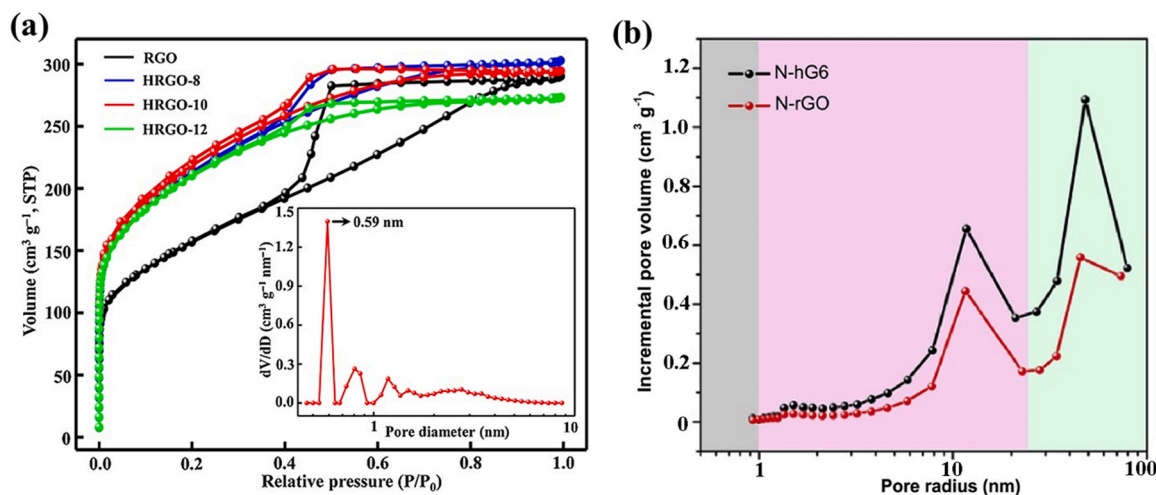 (a)
RGO
HRGO-8
HRGO-10
HRGO-12
Volume (cm³ g⁻¹, STP)
300
250
200
150
100
50
0
0.0 0.2 0.4 0.6 0.8 1.0
Relative pressure (P/P₀)
dV/dD (cm³ g⁻¹ nm⁻¹)
1.5
1.2
0.9
0.6
0.3
0.0
0.59 nm
1 10
Pore diameter (nm)
(b)
N-hG6
N-rGO
Incremental pore volume (cm³ g⁻¹)
1.2
1.0
0.8
0.6
0.4
0.2
0
1 10 100
Pore radius (nm)